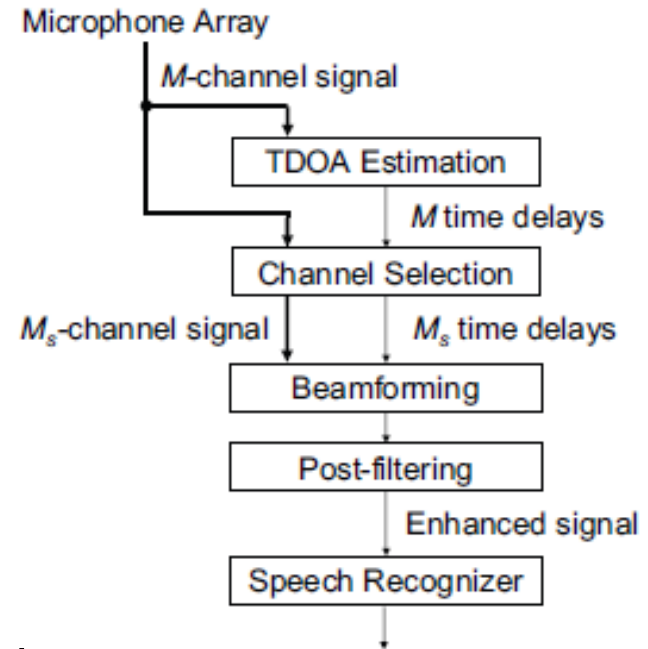 Microphone Array
M-channel signal
TDOA Estimation
M time delays
Channel Selection
Ms-channel signal
Ms time delays
Beamforming
Post-filtering
Enhanced signal
Speech Recognizer